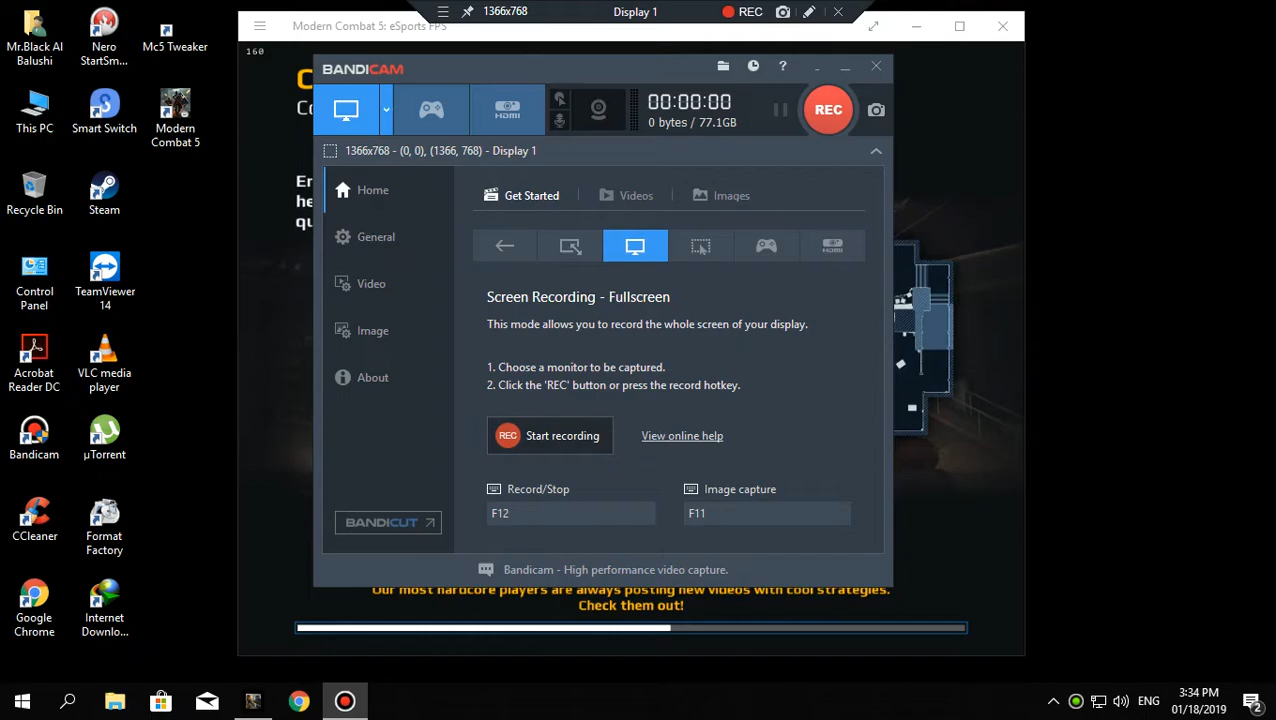 1366x768
Display 1
REC
Modern Combat 5: eSports FPS
160
Mr.Black Al
Balushi
Nero
StartSm...
Mc5 Tweaker
This PC
Smart Switch
Modern
Combat 5
Recycle Bin
Steam
Control
Panel
TeamViewer
14
Acrobat
Reader DC
VLC media
player
Bandicam
µTorrent
CCleaner
Format
Factory
Google
Chrome
Internet
Downlo...
BANDICAM
HDMI
00:00:00
0 bytes / 77.1GB
REC
1366x768 - (0, 0), (1366, 768) - Display 1
Home
General
Video
Image
About
BANDICUT
Get Started
Videos
Images
HDMI
Screen Recording - Fullscreen
This mode allows you to record the whole screen of your display.
1. Choose a monitor to be captured.
2. Click the 'REC' button or press the record hotkey.
REC Start recording
View online help
Record/Stop
Image capture
F12
F11
Bandicam - High performance video capture.
Our most hardcore players are always posting new videos with cool strategies.
Check them out!
ENG
3:34 PM
01/18/2019
2